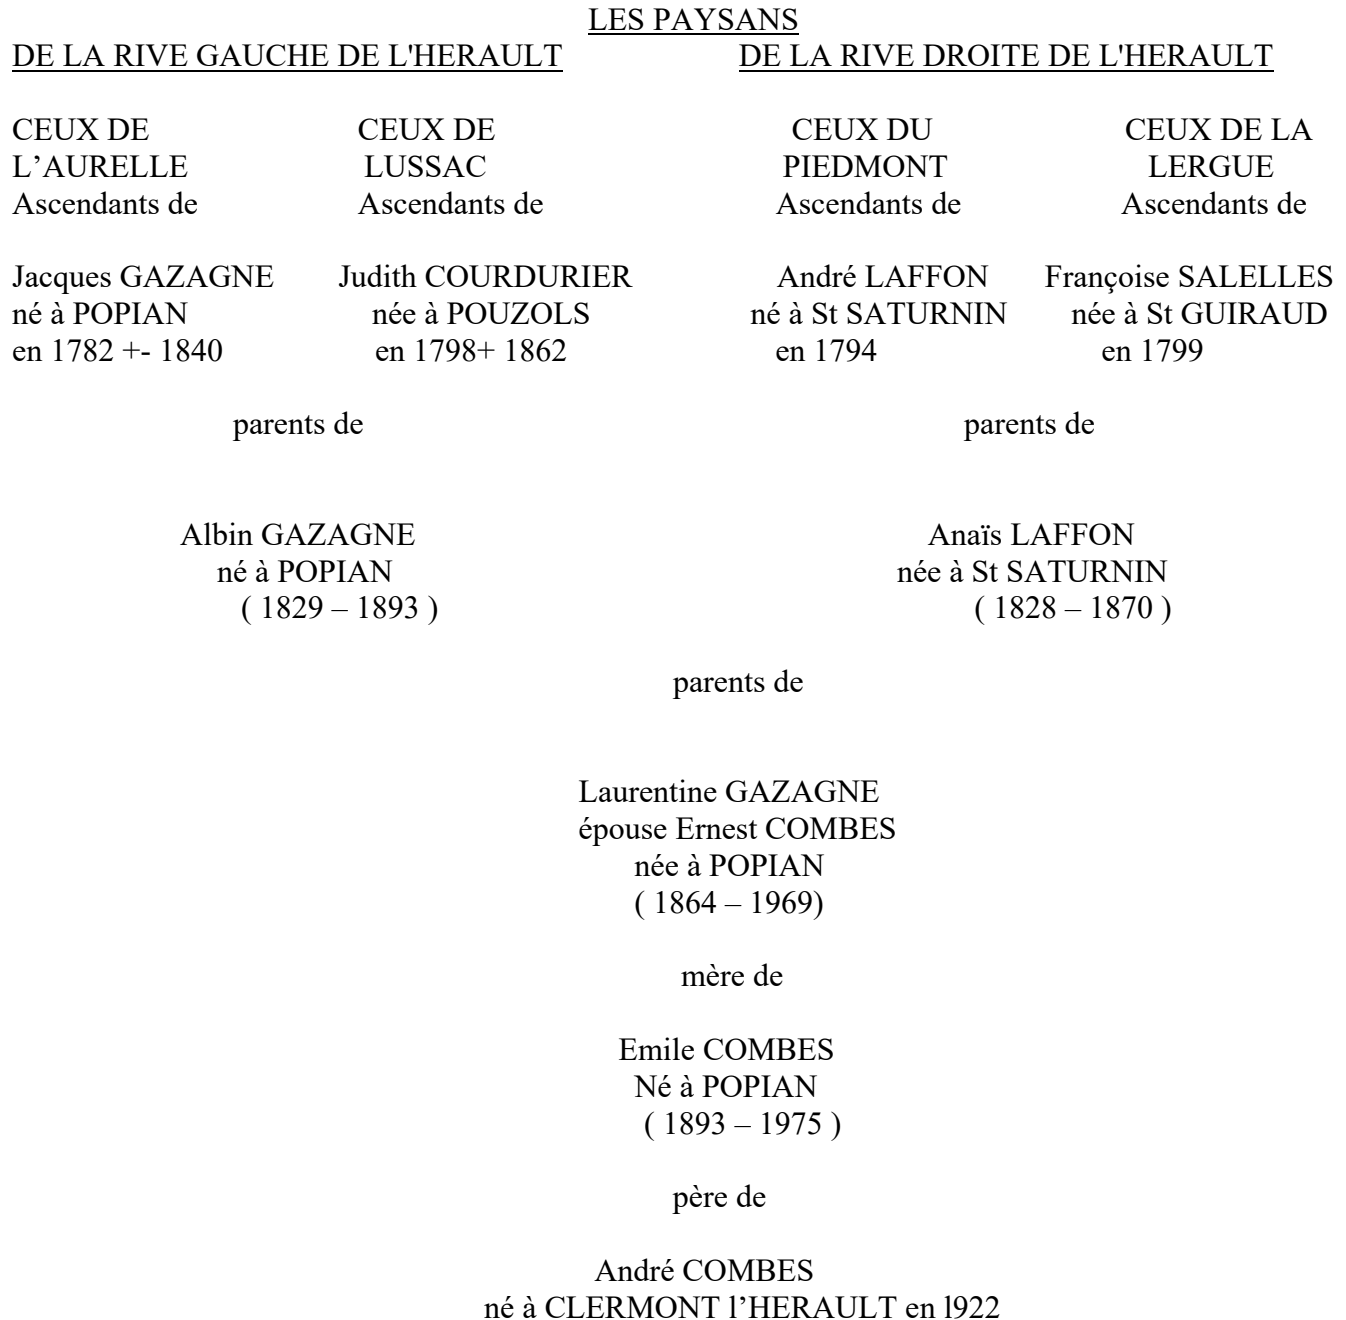 LES PAYSANS
DE LA RIVE GAUCHE DE L'HERAULT DE LA RIVE DROITE DE L'HERAULT
CEUX DE CEUX DE CEUX DU CEUX DE LA
L’AURELLE LUSSAC PIEDMONT LERGUE
Ascendants de Ascendants de Ascendants de Ascendants de
Jacques GAZAGNE Judith COURDURIER André LAFFON Françoise SALELLES
né à POPIAN née à POUZOLS né à St SATURNIN née à St GUIRAUD
en 1782 +- 1840 en 1798+ 1862 en 1794 en 1799
parents de parents de
Albin GAZAGNE Anaïs LAFFON
né à POPIAN née à St SATURNIN
( 1829 – 1893 ) ( 1828 – 1870 )
parents de
Laurentine GAZAGNE
épouse Ernest COMBES
née à POPIAN
( 1864 – 1969)
mère de
Emile COMBES
Né à POPIAN
( 1893 – 1975 )
père de
André COMBES
né à CLERMONT l’HERAULT en l922